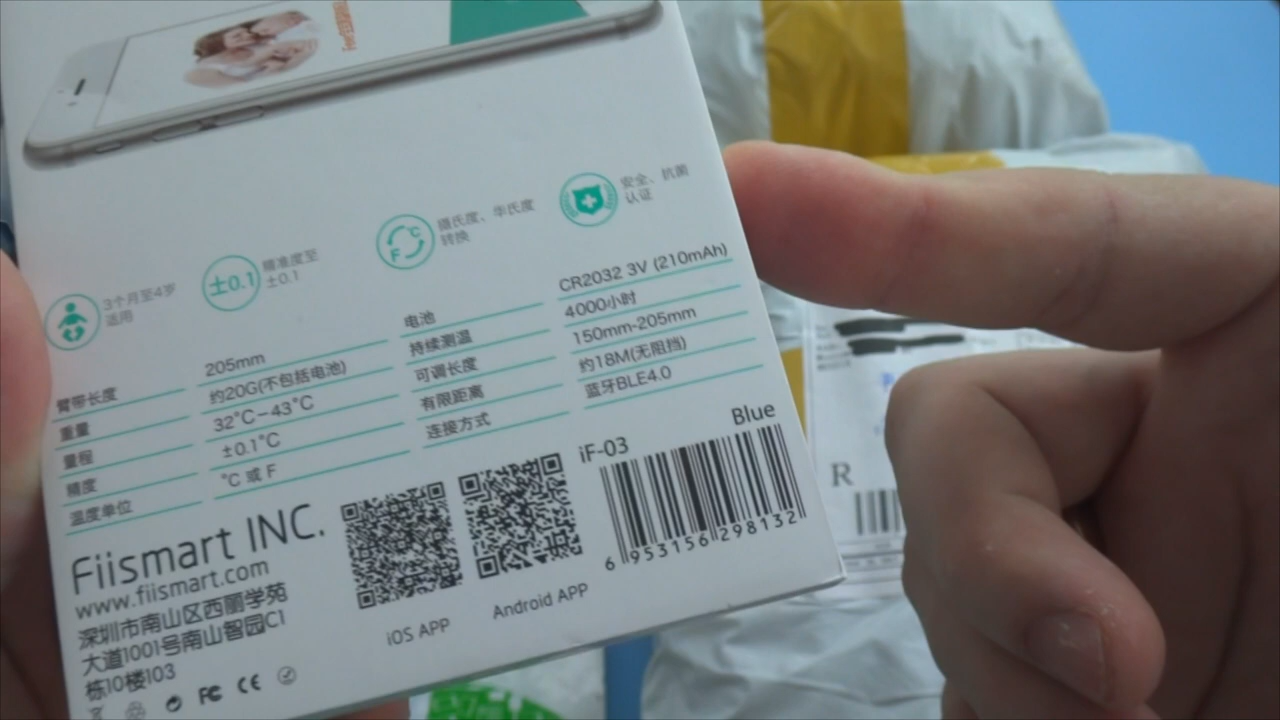 3个月至4岁
适用
±0.1
精准度至
±0.1
C
F
摄氏度、华氏度
转换
安全、抗菌
认证
臂带长度 205mm
重量 约20G(不包括电池)
量程 32°C-43°C
精度 ±0.1°C
温度单位 °C 或 F
电池 CR2032 3V (210mAh)
持续测温 4000小时
可调长度 150mm-205mm
有限距离 约18M(无阻挡)
连接方式 蓝牙BLE4.0
iF-03 Blue
6 953156 298132
Fiismart INC.
www.fiismart.com
深圳市南山区西丽学苑
大道1001号南山智园C1
栋10楼103
iOS APP
Android APP
FC CE
R